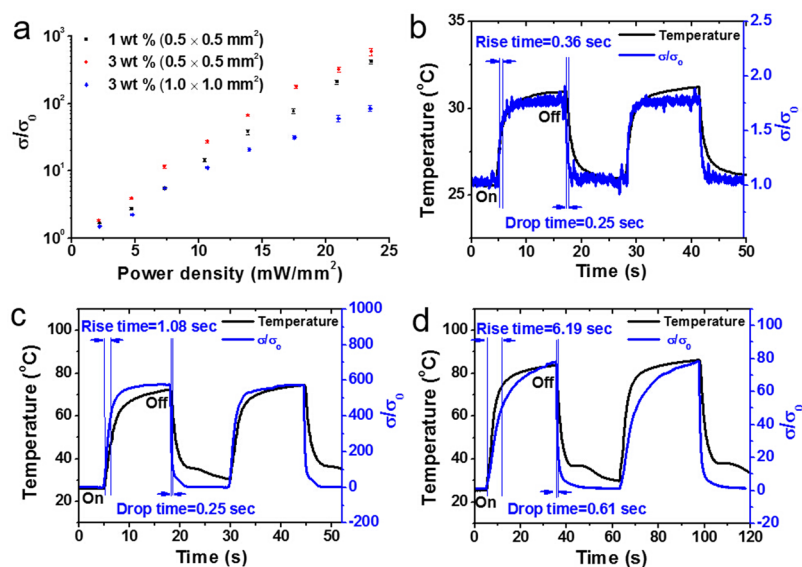 a
1 wt % (0.5 × 0.5 mm²)
3 wt % (0.5 × 0.5 mm²)
3 wt % (1.0 × 1.0 mm²)
10³
10²
10¹
10⁰
σ/σ₀
0 5 10 15 20 25
Power density (mW/mm²)
b
Rise time=0.36 sec
Temperature
σ/σ₀
Off
On
Drop time=0.25 sec
35
30
25
Temperature (°C)
2.0
1.5
1.0
0.5
σ/σ₀
0 10 20 30 40 50
Time (s)
c
Rise time=1.08 sec
Temperature
σ/σ₀
Off
On
Drop time=0.25 sec
100
80
60
40
20
Temperature (°C)
1000
800
600
400
200
0
-200
σ/σ₀
0 10 20 30 40 50
Time (s)
d
Rise time=6.19 sec
Temperature
σ/σ₀
Off
On
Drop time=0.61 sec
100
80
60
40
20
Temperature (°C)
100
80
60
40
20
0
-20
σ/σ₀
0 20 40 60 80 100 120
Time (s)